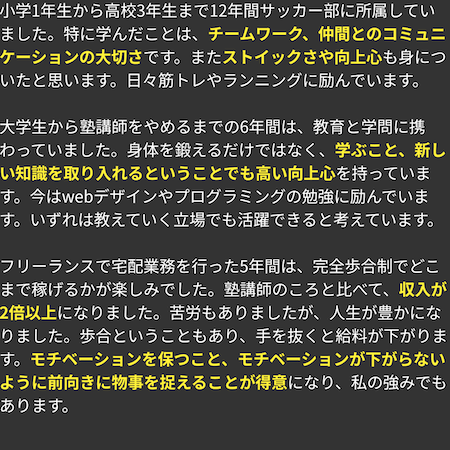 小学1年生から高校3年生まで12年間サッカー部に所属してい
ました。特に学んだことは、チームワーク、仲間とのコミュニ
ケーションの大切さです。またストイックさや向上心も身につ
いたと思います。日々筋トレやランニングに励んでいます。
大学生から塾講師をやめるまでの6年間は、教育と学問に携
わっていました。身体を鍛えるだけではなく、学ぶこと、新し
い知識を取り入れるということでも高い向上心を持っていま
す。今はwebデザインやプログラミングの勉強に励んでいま
す。いずれは教えていく立場でも活躍できると考えています。
フリーランスで宅配業務を行った5年間は、完全歩合制でどこ
まで稼げるかが楽しみでした。塾講師のころと比べて、収入が
2倍以上になりました。苦労もありましたが、人生が豊かにな
りました。歩合ということもあり、手を抜くと給料が下がりま
す。モチベーションを保つこと、モチベーションが下がらない
ように前向きに物事を捉えることが得意になり、私の強みでも
あります。